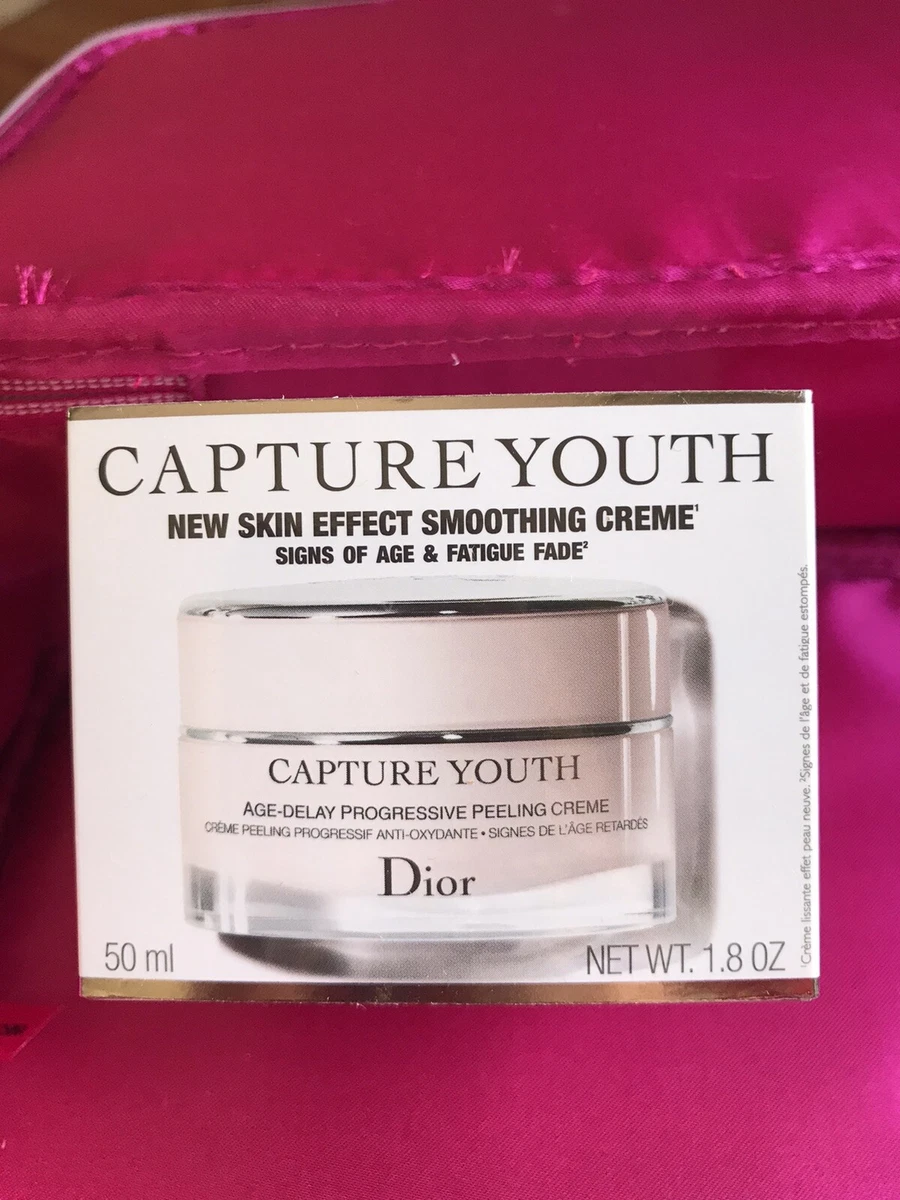 CAPTURE YOUTH
NEW SKIN EFFECT SMOOTHING CREME¹
SIGNS OF AGE & FATIGUE FADE²
CAPTURE YOUTH
AGE-DELAY PROGRESSIVE PEELING CREME
CRÈME PEELING PROGRESSIF ANTI-OXYDANTE • SIGNES DE L'ÂGE RETARDÉS
Dior
50 ml
NET WT. 1.8 OZ
¹Crème lissante effet peau neuve. ²Signes de l'âge et de fatigue estompés.